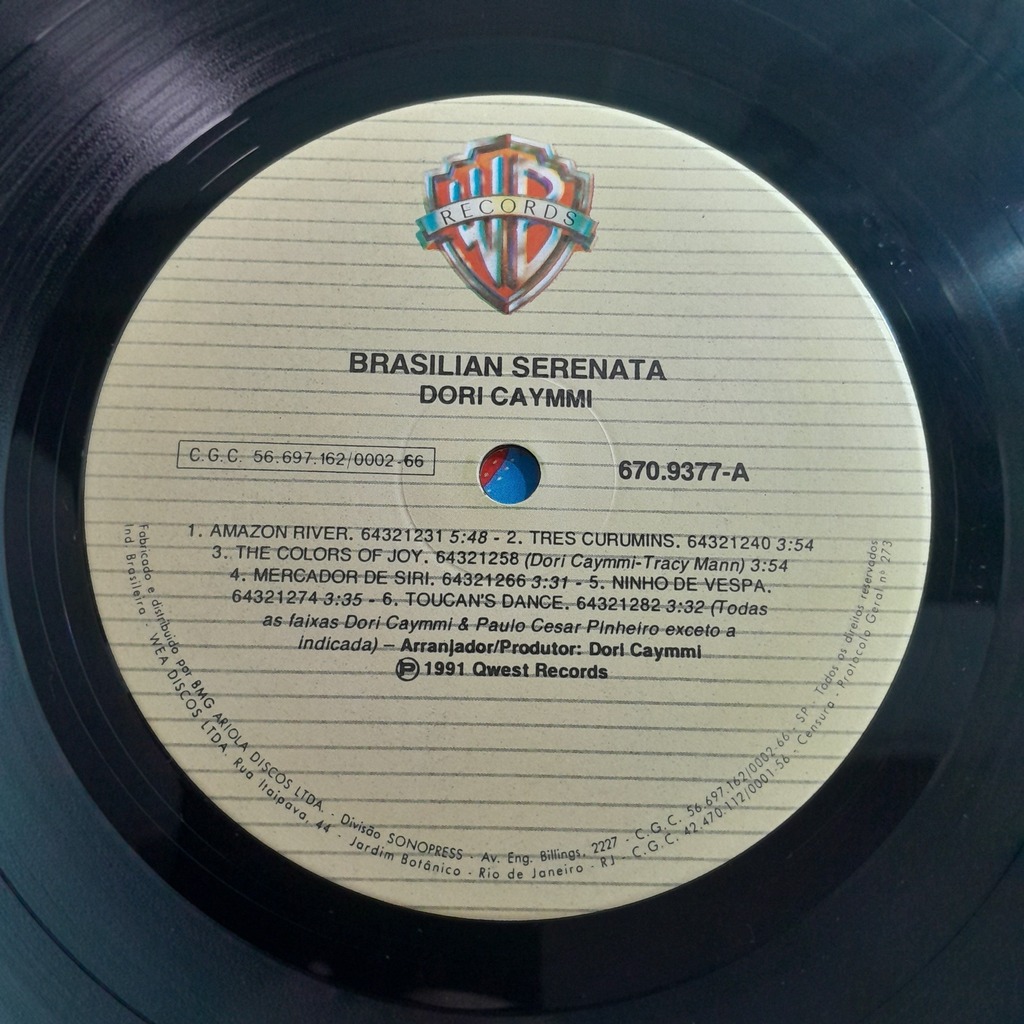 WB
RECORDS
BRASILIAN SERENATA
DORI CAYMMI
C.G.C. 56.697.162/0002-66
670.9377-A
1. AMAZON RIVER. 64321231 5:48 - 2. TRES CURUMINS. 64321240 3:54
3. THE COLORS OF JOY. 64321258 (Dori Caymmi-Tracy Mann) 3:54
4. MERCADOR DE SIRI. 64321266 3:31 - 5. NINHO DE VESPA.
64321274 3:35 - 6. TOUCAN'S DANCE. 64321282 3:32 (Todas
as faixas Dori Caymmi & Paulo Cesar Pinheiro exceto a
indicada) – Arranjador/Produtor: Dori Caymmi
℗ 1991 Qwest Records
Fabricado e distribuido por BMG ARIOLA DISCOS LTDA. - Divisão SONOPRESS - Av. Eng. Billings, 2227 - C.G.C. 56.697.162/0002-66 - SP - Todos os direitos reservados
Ind. Brasileira - WEA DISCOS LTDA. Rua Itaipava, 44 - Jardim Botânico - Rio de Janeiro - RJ - C.G.C. 42.470.112/0001-56 - Censura - Protocolo Geral nº 273